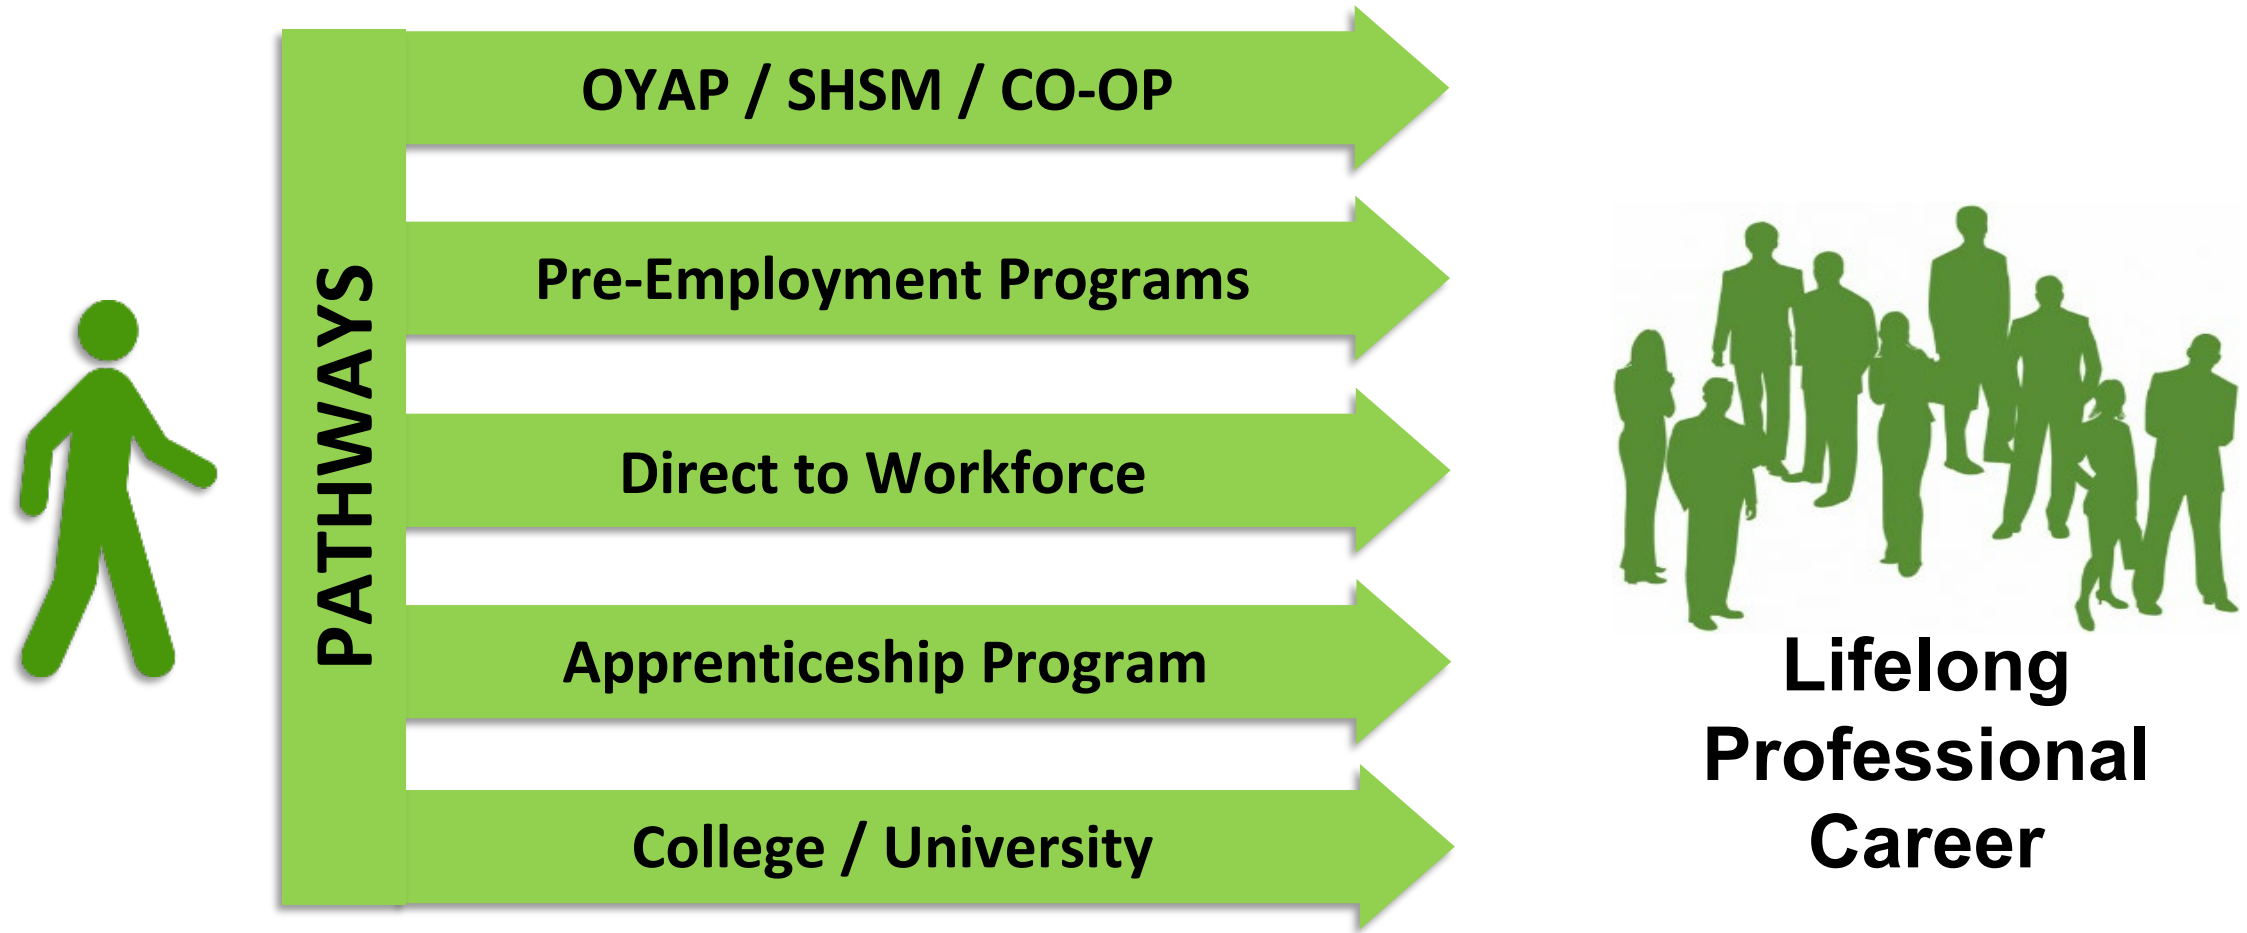 PATHWAYS
OYAP / SHSM / CO-OP
Pre-Employment Programs
Direct to Workforce
Apprenticeship Program
College / University
Lifelong
Professional
Career